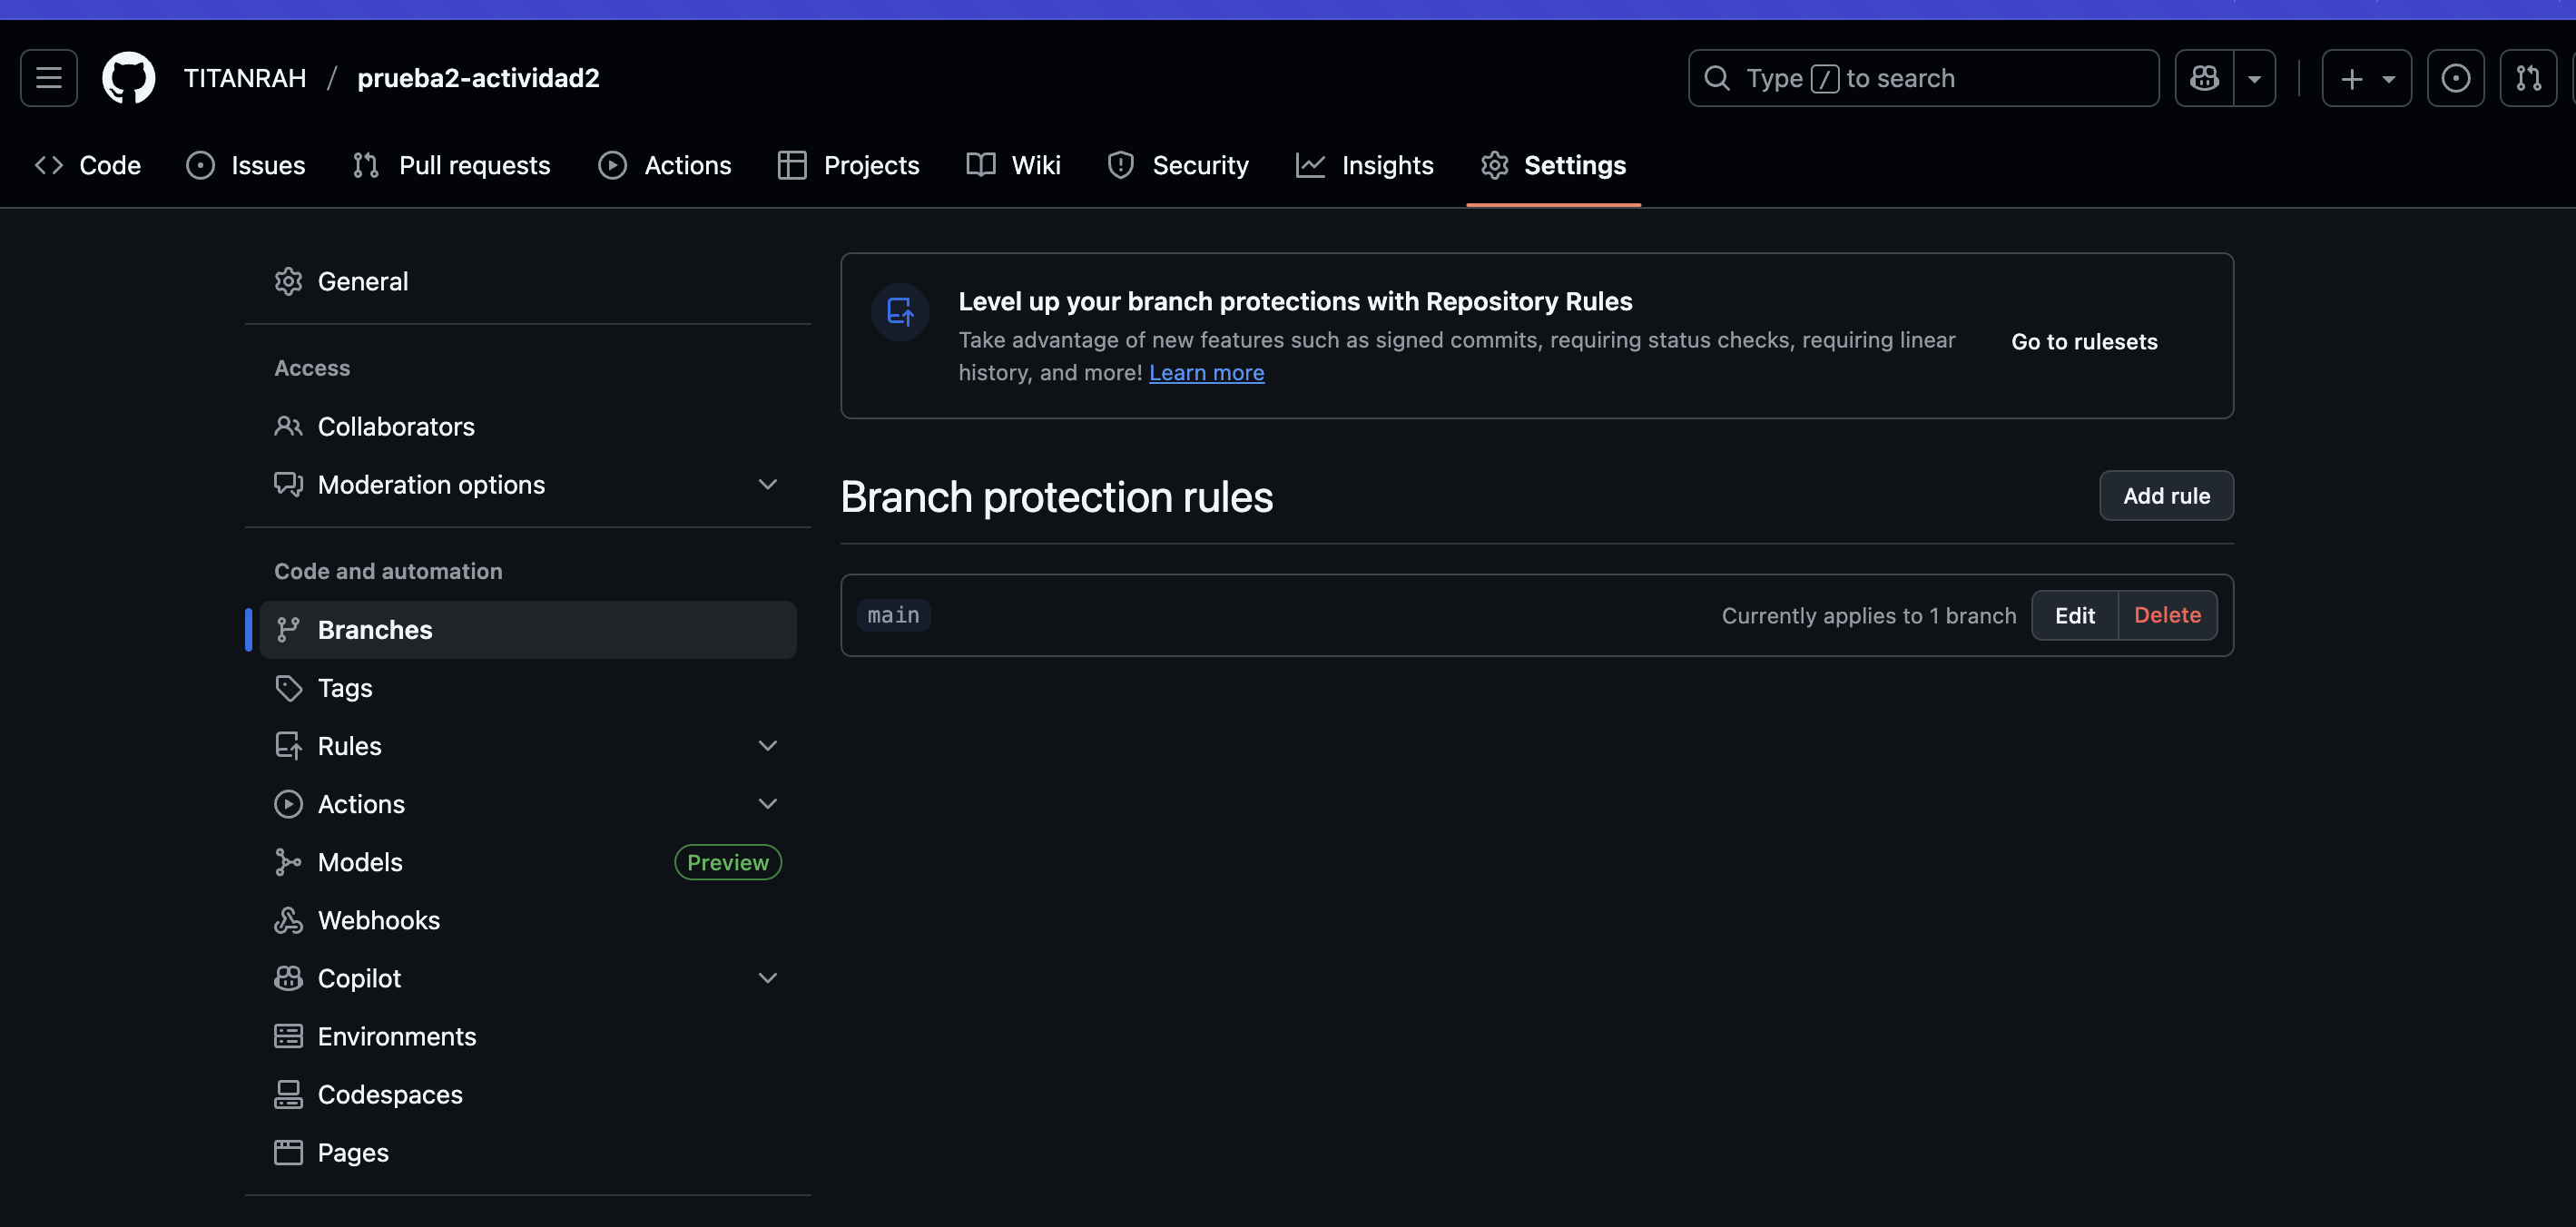 TITANRAH / prueba2-actividad2
Type / to search
Code
Issues
Pull requests
Actions
Projects
Wiki
Security
Insights
Settings
General
Access
Collaborators
Moderation options
Code and automation
Branches
Tags
Rules
Actions
Models
Preview
Webhooks
Copilot
Environments
Codespaces
Pages
Level up your branch protections with Repository Rules
Take advantage of new features such as signed commits, requiring status checks, requiring linear
history, and more! Learn more
Go to rulesets
Branch protection rules
Add rule
main
Currently applies to 1 branch
Edit
Delete